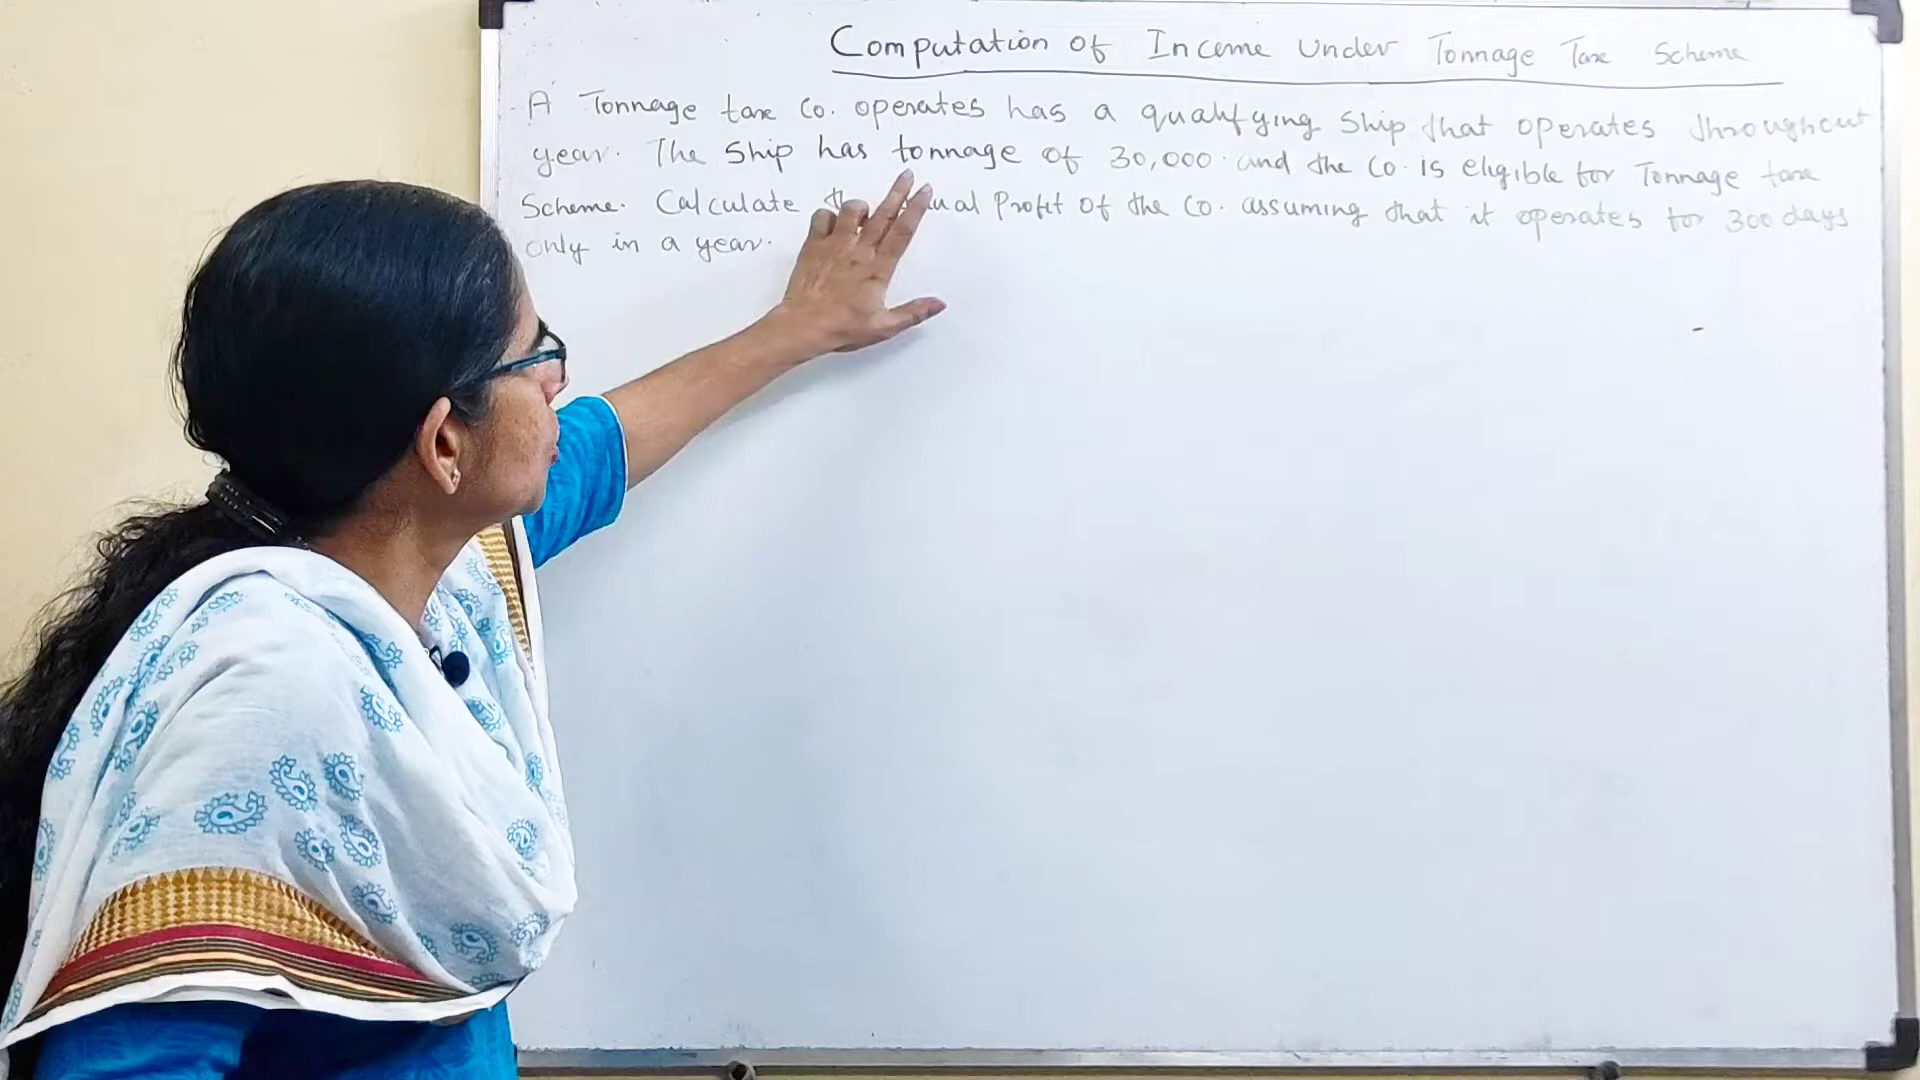 Computation of Income Under Tonnage Tax Scheme
A Tonnage tax Co. operates has a qualifying Ship that operates throughout
year. The Ship has tonnage of 30,000. and the Co. is eligible for Tonnage tax
Scheme. Calculate Profit of the Co. assuming that it operates for 300 days
only in a year.